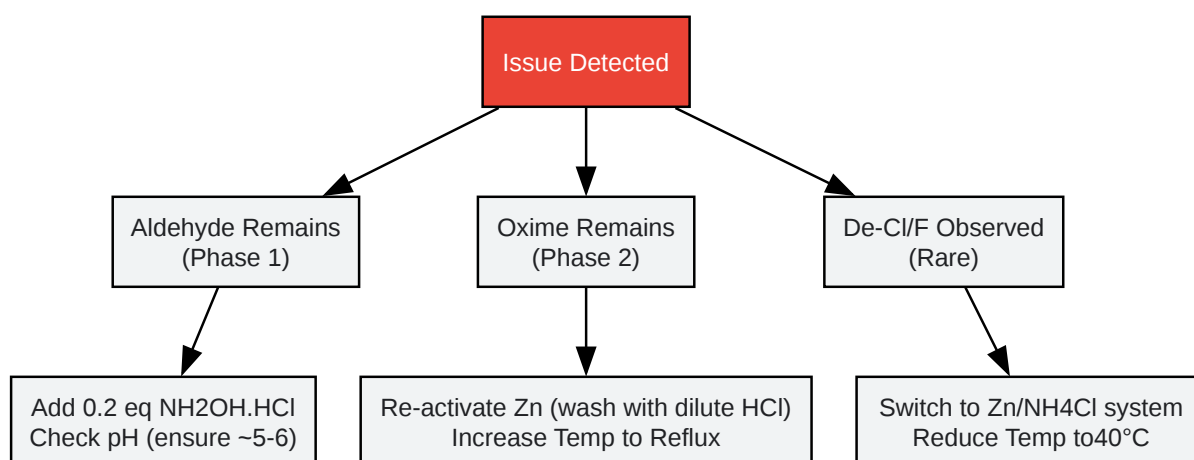 Issue Detected
Aldehyde Remains
(Phase 1)
Oxime Remains
(Phase 2)
De-Cl/F Observed
(Rare)
Add 0.2 eq NH2OH.HCl
Check pH (ensure ~5-6)
Re-activate Zn (wash with dilute HCl)
Increase Temp to Reflux
Switch to Zn/NH4Cl system
Reduce Temp to40°C